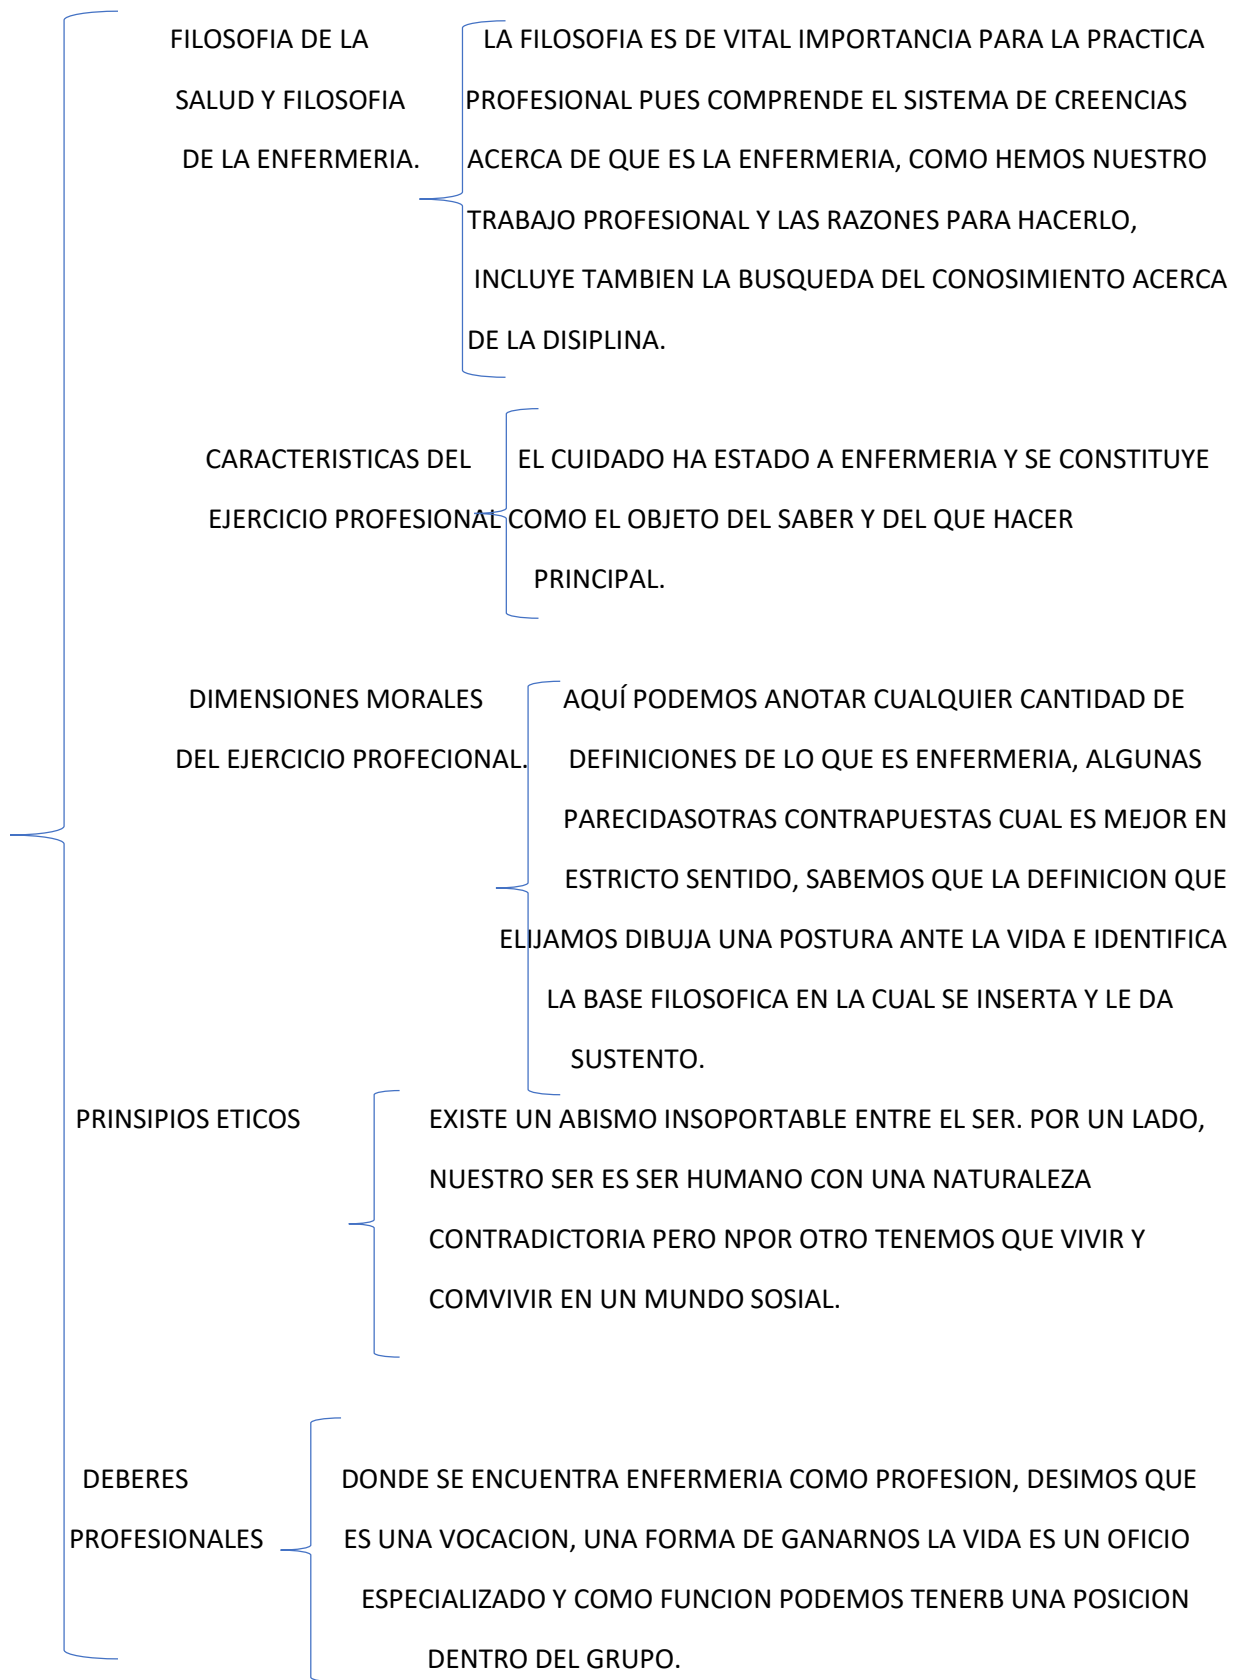 FILOSOFIA DE LA
SALUD Y FILOSOFIA
DE LA ENFERMERIA.
LA FILOSOFIA ES DE VITAL IMPORTANCIA PARA LA PRACTICA
PROFESIONAL PUES COMPRENDE EL SISTEMA DE CREENCIAS
ACERCA DE QUE ES LA ENFERMERIA, COMO HEMOS NUESTRO
TRABAJO PROFESIONAL Y LAS RAZONES PARA HACERLO,
INCLUYE TAMBIEN LA BUSQUEDA DEL CONOSIMIENTO ACERCA
DE LA DISIPLINA.
CARACTERISTICAS DEL
EJERCICIO PROFESIONAL
EL CUIDADO HA ESTADO A ENFERMERIA Y SE CONSTITUYE
COMO EL OBJETO DEL SABER Y DEL QUE HACER
PRINCIPAL.
DIMENSIONES MORALES
DEL EJERCICIO PROFECIONAL.
AQUÍ PODEMOS ANOTAR CUALQUIER CANTIDAD DE
DEFINICIONES DE LO QUE ES ENFERMERIA, ALGUNAS
PARECIDASOTRAS CONTRAPUESTAS CUAL ES MEJOR EN
ESTRICTO SENTIDO, SABEMOS QUE LA DEFINICION QUE
ELIJAMOS DIBUJA UNA POSTURA ANTE LA VIDA E IDENTIFICA
LA BASE FILOSOFICA EN LA CUAL SE INSERTA Y LE DA
SUSTENTO.
PRINSIPIOS ETICOS
EXISTE UN ABISMO INSOPORTABLE ENTRE EL SER. POR UN LADO,
NUESTRO SER ES SER HUMANO CON UNA NATURALEZA
CONTRADICTORIA PERO NPOR OTRO TENEMOS QUE VIVIR Y
COMVIVIR EN UN MUNDO SOSIAL.
DEBERES
PROFESIONALES
DONDE SE ENCUENTRA ENFERMERIA COMO PROFESION, DESIMOS QUE
ES UNA VOCACION, UNA FORMA DE GANARNOS LA VIDA ES UN OFICIO
ESPECIALIZADO Y COMO FUNCION PODEMOS TENERB UNA POSICION
DENTRO DEL GRUPO.